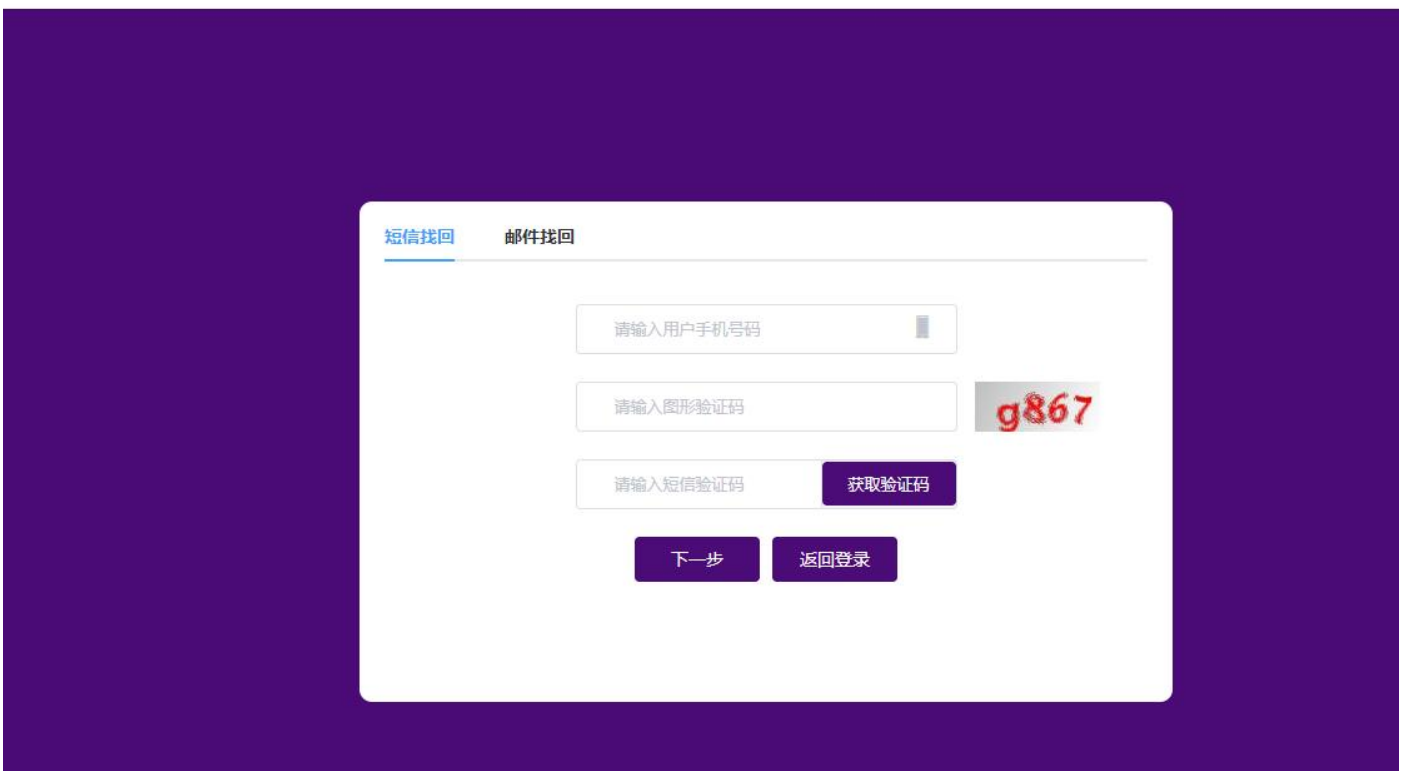 短信找回 邮件找回
请输入用户手机号码
请输入图形验证码 g867
请输入短信验证码 获取验证码
下一步 返回登录